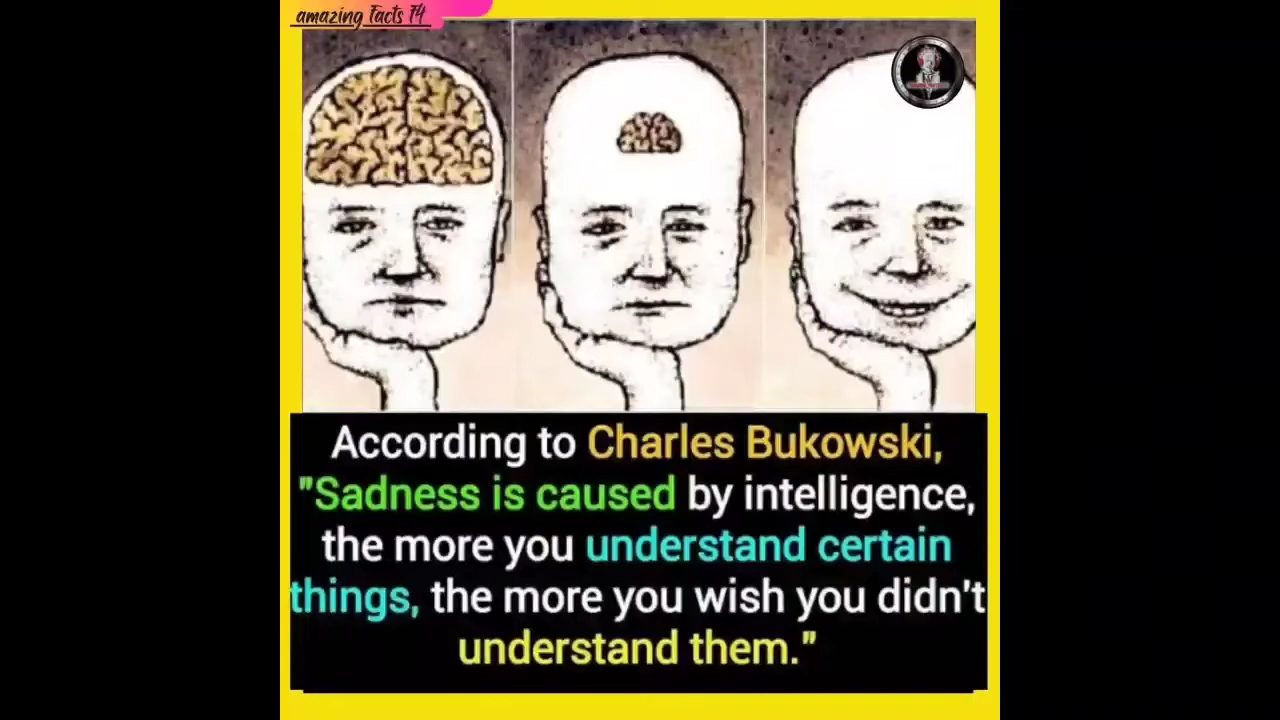 amazing facts 14
According to Charles Bukowski,
"Sadness is caused by intelligence,
the more you understand certain
things, the more you wish you didn't
understand them."